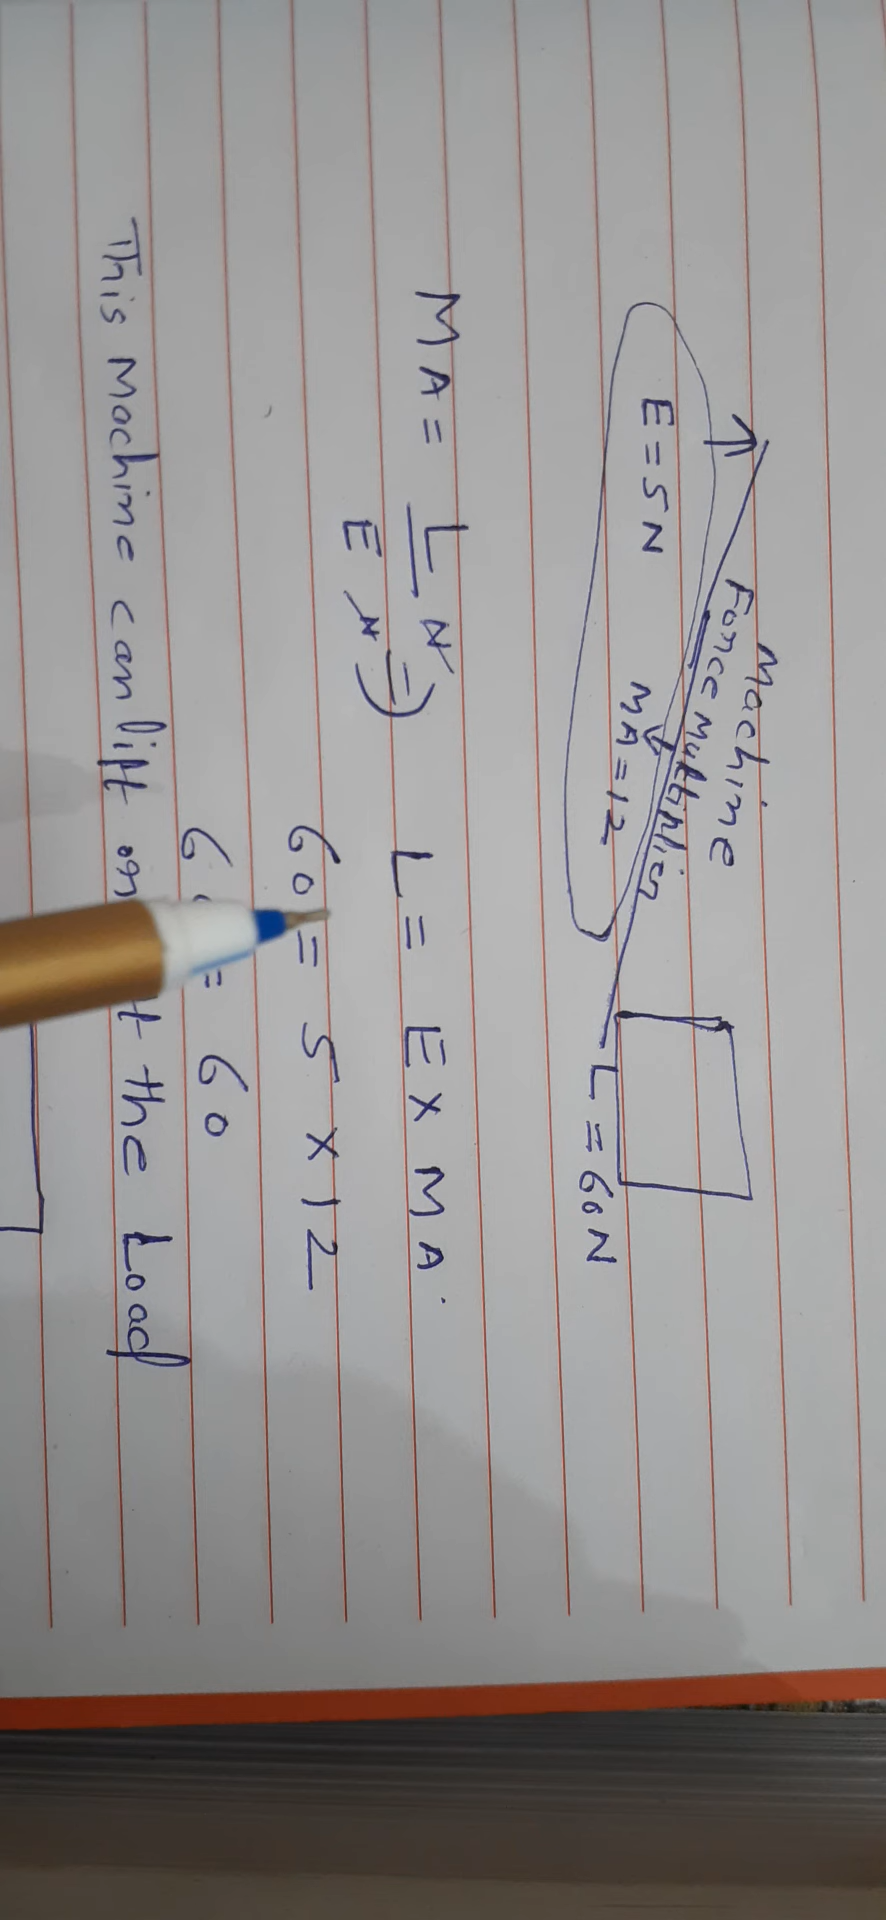 Machine
Force Multiplier
E = 5N MA = 12
L = 60N
MA = L N / E N ⇒ L = E × MA.
60 = 5 × 12
= 60
This Machine can lift the Load